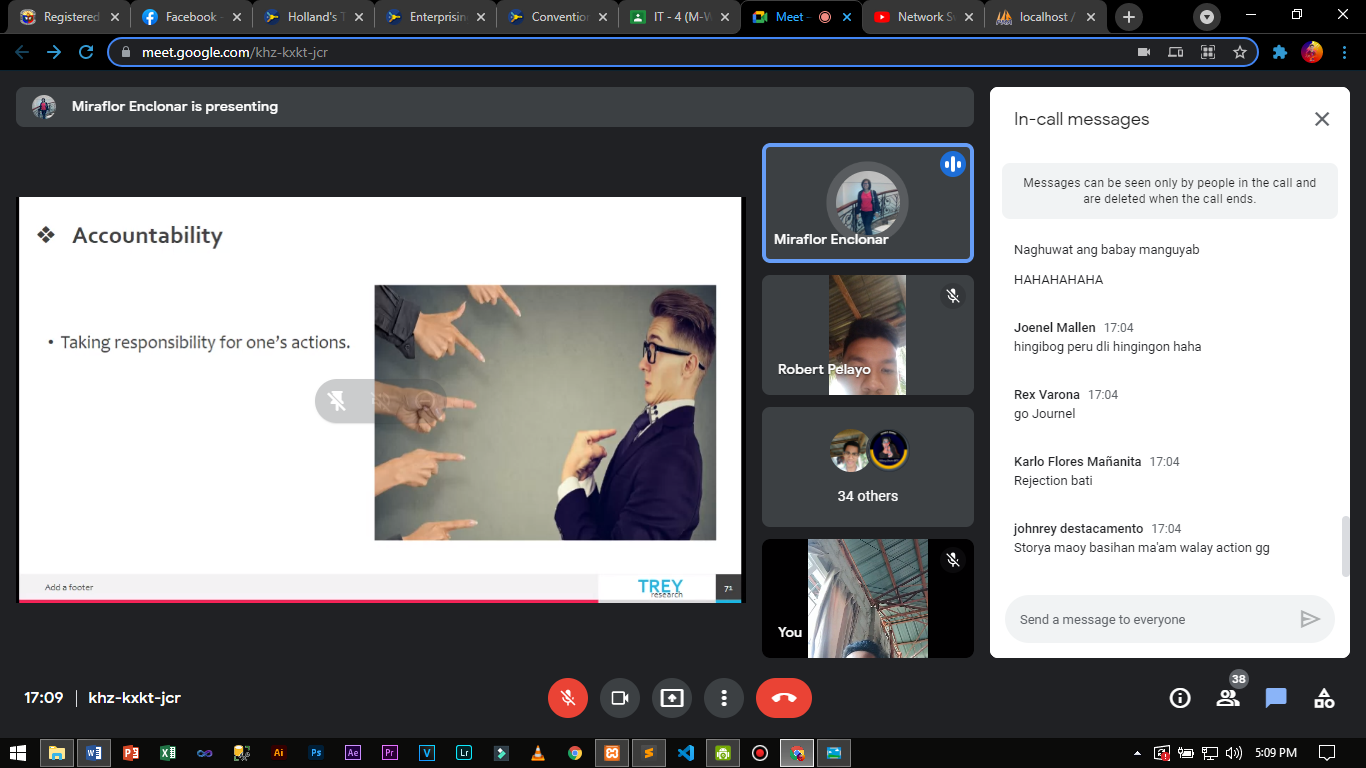 Registered
Facebook -
Holland's T
Enterprisin
Convention
IT - 4 (M-W
Meet -
Network S
localhost /
meet.google.com/khz-kxkt-jcr
Miraflor Enclonar is presenting
❖ Accountability
• Taking responsibility for one's actions.
Add a footer
TREY
research
71
Miraflor Enclonar
Robert Pelayo
34 others
You
In-call messages
Messages can be seen only by people in the call and
are deleted when the call ends.
Naghuwat ang babay manguyab
HAHAHAHAHA
Joenel Mallen 17:04
hingibog peru dli hingingon haha
Rex Varona 17:04
go Journel
Karlo Flores Mañanita 17:04
Rejection bati
johnrey destacamento 17:04
Storya maoy basihan ma'am walay action gg
Send a message to everyone
17:09 | khz-kxkt-jcr
38
Ai
Ps
Ae
Pr
V
Lr
5:09 PM